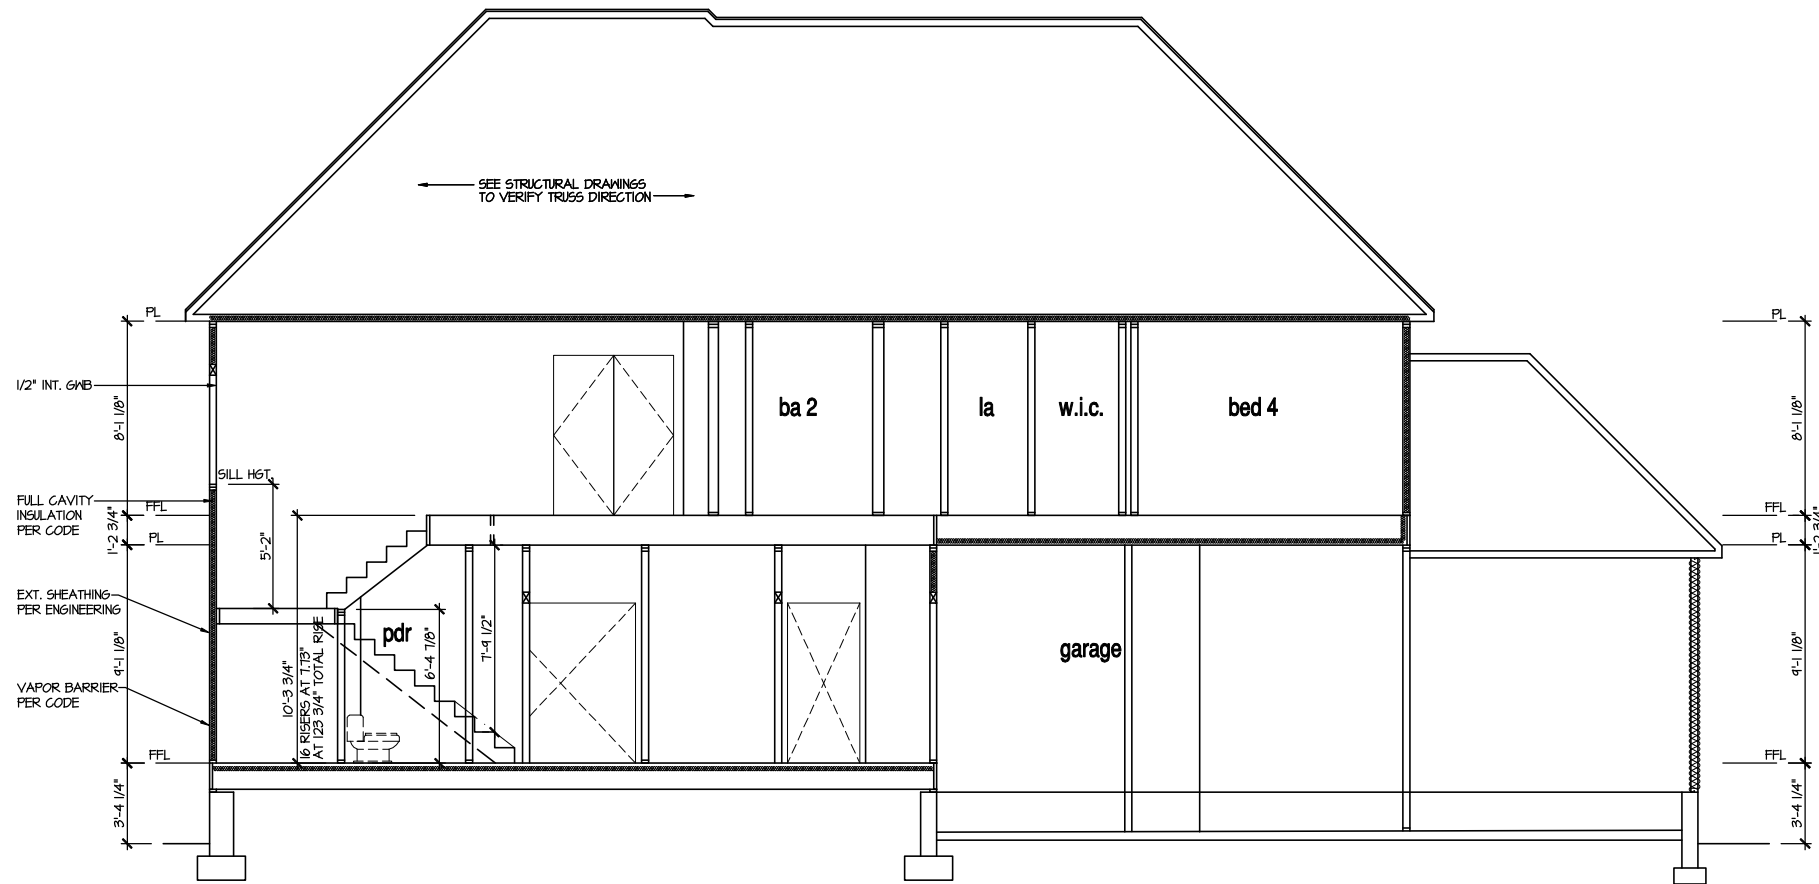 SEE STRUCTURAL DRAWINGS
TO VERIFY TRUSS DIRECTION
PL
PL
1/2" INT. GWB
8'-1 1/8"
8'-1 1/8"
ba 2
la
w.i.c.
bed 4
SILL HGT.
FULL CAVITY
INSULATION
PER CODE
FFL
FFL
1'-2 3/4"
1'-2 3/4"
PL
PL
5'-2"
EXT. SHEATHING
PER ENGINEERING
9'-1 1/8"
9'-1 1/8"
pdr
6'-4 7/8"
7'-9 1/2"
garage
10'-3 3/4"
16 RISERS AT 7.73"
AT 123 3/4" TOTAL RISE
VAPOR BARRIER
PER CODE
FFL
FFL
3'-4 1/4"
3'-4 1/4"